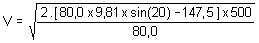 V = √ 2 . [ 80,0 x 9,81 x sin(20) – 147,5 ] x 500
80,0